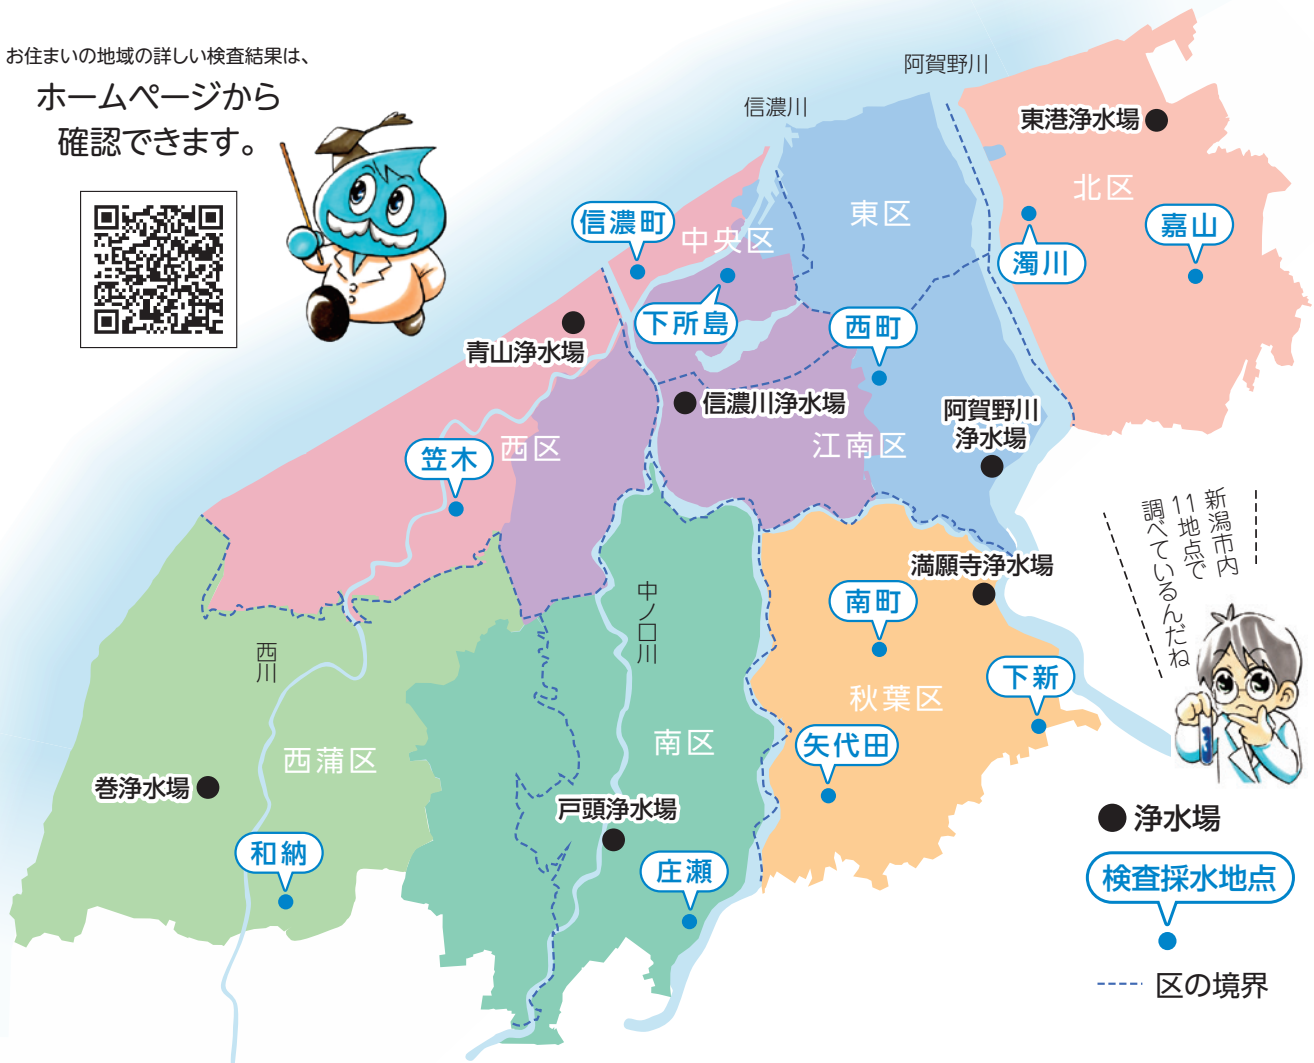 お住まいの地域の詳しい検査結果は、
ホームページから
確認できます。
阿賀野川
信濃川
東港浄水場
北区
東区
嘉山
信濃町
中央区
濁川
下所島
西町
青山浄水場
信濃川浄水場
阿賀野川
浄水場
江南区
西区
笠木
新潟市内
11地点で
調べているんだね
満願寺浄水場
中ノ口川
南町
西川
下新
秋葉区
南区
西蒲区
矢代田
巻浄水場
戸頭浄水場
浄水場
和納
庄瀬
検査採水地点
区の境界